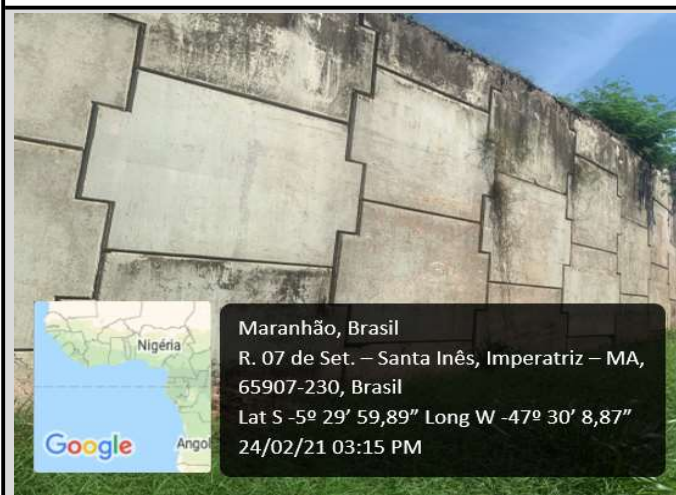 Maranhão, Brasil
R. 07 de Set. – Santa Inês, Imperatriz – MA,
65907-230, Brasil
Lat S -5º 29’ 59,89” Long W -47º 30’ 8,87”
24/02/21 03:15 PM
Nigéria
Google
Angol